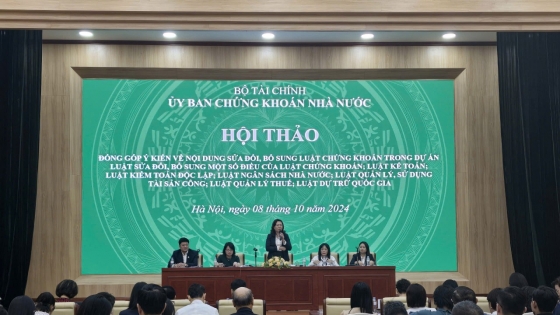 BỘ TÀI CHÍNH
ỦY BAN CHỨNG KHOÁN NHÀ NƯỚC
HỘI THẢO
ĐÓNG GÓP Ý KIẾN VỀ NỘI DUNG SỬA ĐỔI, BỔ SUNG LUẬT CHỨNG KHOÁN TRONG DỰ ÁN
LUẬT SỬA ĐỔI, BỔ SUNG MỘT SỐ ĐIỀU CỦA LUẬT CHỨNG KHOÁN; LUẬT KẾ TOÁN;
LUẬT KIỂM TOÁN ĐỘC LẬP; LUẬT NGÂN SÁCH NHÀ NƯỚC; LUẬT QUẢN LÝ, SỬ DỤNG
TÀI SẢN CÔNG; LUẬT QUẢN LÝ THUẾ; LUẬT DỰ TRỮ QUỐC GIA
Hà Nội, ngày 08 tháng 10 năm 2024